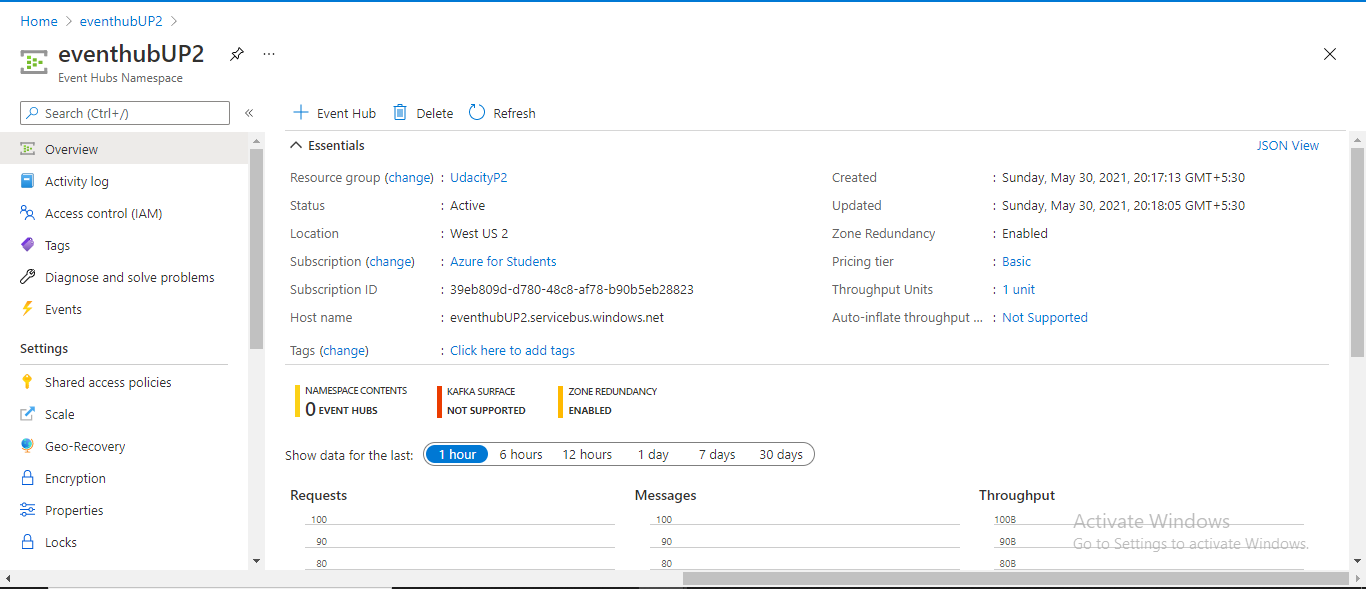 Home > eventhubUP2 >
eventhubUP2
...
Event Hubs Namespace
Search (Ctrl+/)
«
Overview
Activity log
Access control (IAM)
Tags
Diagnose and solve problems
Events
Settings
Shared access policies
Scale
Geo-Recovery
Encryption
Properties
Locks
+ Event Hub Delete Refresh
Essentials
JSON View
Resource group (change) : UdacityP2
Status : Active
Location : West US 2
Subscription (change) : Azure for Students
Subscription ID : 39eb809d-d780-48c8-af78-b90b5eb28823
Host name : eventhubUP2.servicebus.windows.net
Tags (change) : Click here to add tags
Created : Sunday, May 30, 2021, 20:17:13 GMT+5:30
Updated : Sunday, May 30, 2021, 20:18:05 GMT+5:30
Zone Redundancy : Enabled
Pricing tier : Basic
Throughput Units : 1 unit
Auto-inflate throughput ... : Not Supported
NAMESPACE CONTENTS
0 EVENT HUBS
KAFKA SURFACE
NOT SUPPORTED
ZONE REDUNDANCY
ENABLED
Show data for the last: 1 hour 6 hours 12 hours 1 day 7 days 30 days
Requests
100
90
80
Messages
100
90
80
Throughput
100B
90B
80B
Activate Windows
Go to Settings to activate Windows.